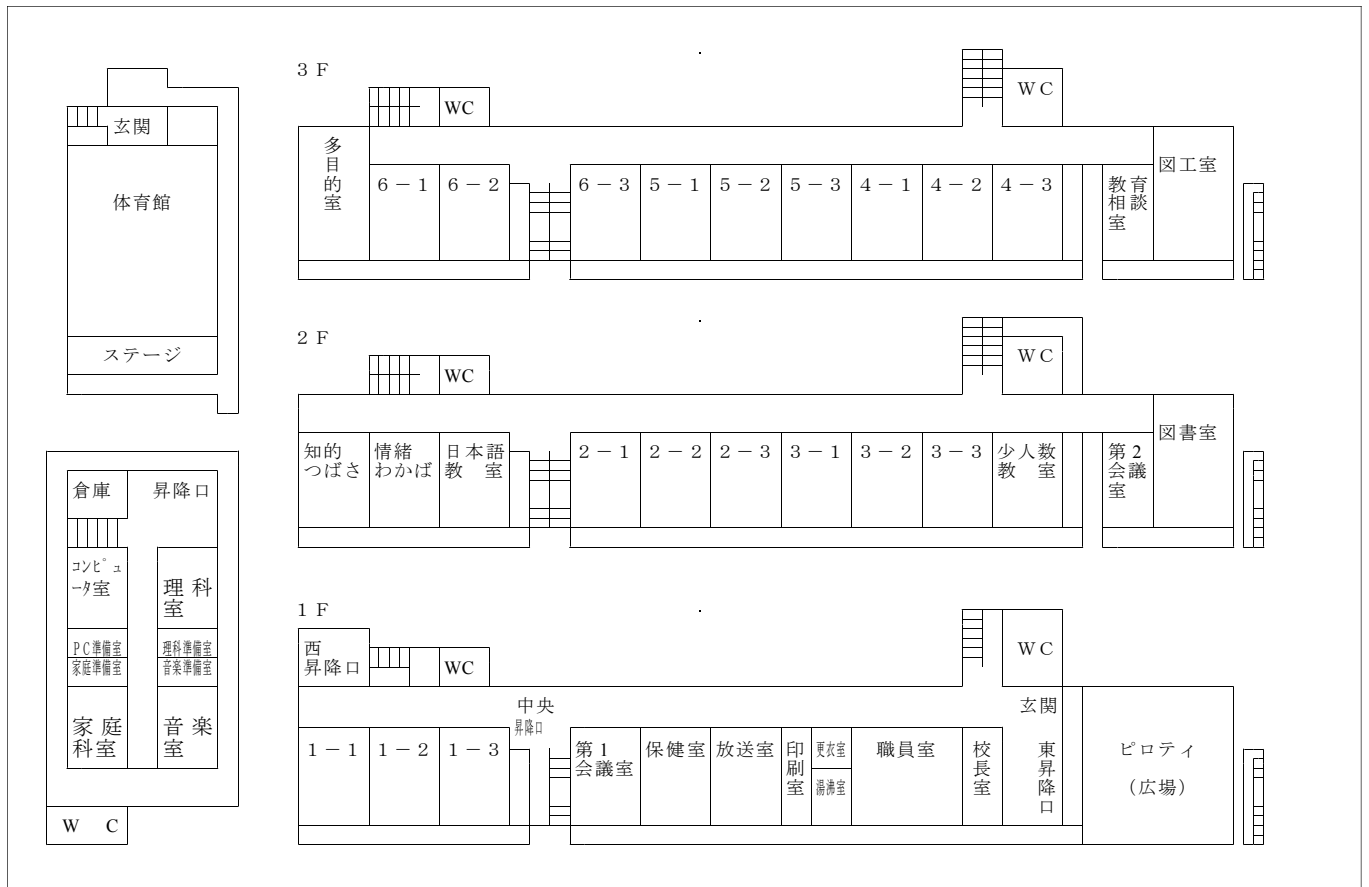 ３Ｆ
WC
ＷＣ
多目的室
６－１
６－２
６－３
５－１
５－２
５－３
４－１
４－２
４－３
教育
相談
室
図工室
玄関
体育館
ステージ
２Ｆ
WC
ＷＣ
知的
つばさ
情緒
わかば
日本語
教　室
２－１
２－２
２－３
３－１
３－２
３－３
少人数
教　室
第２
会議
室
図書室
倉庫
昇降口
ｺﾝﾋﾟｭ
ｰﾀ室
理科
室
ＰＣ準備室
理科準備室
家庭準備室
音楽準備室
家庭
科室
音楽
室
Ｗ　Ｃ
１Ｆ
西
昇降口
WC
ＷＣ
中央
昇降口
玄関
１－１
１－２
１－３
第１
会議室
保健室
放送室
印刷室
更衣室
湯沸室
職員室
校長室
東昇降口
ピロティ
（広場）